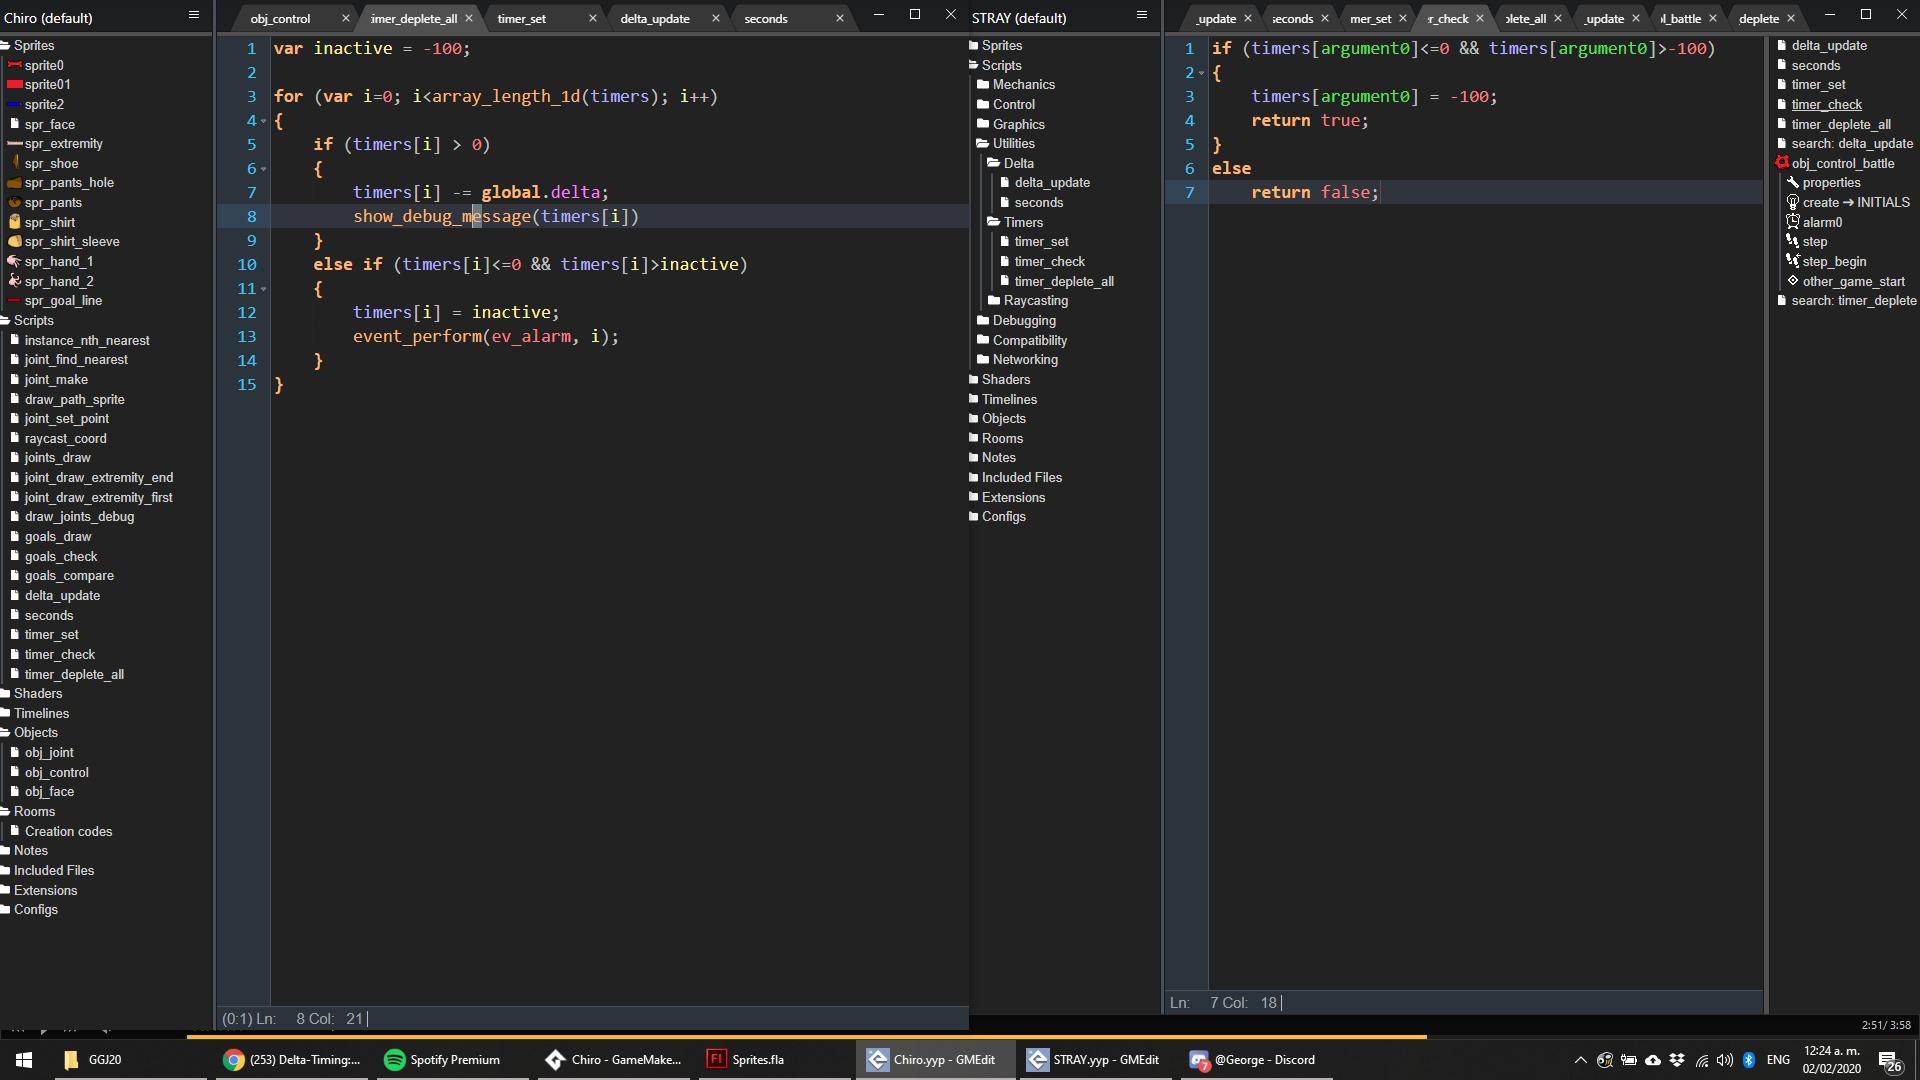 Chiro (default)
Sprites
sprite0
sprite01
sprite2
spr_face
spr_extremity
spr_shoe
spr_pants_hole
spr_pants
spr_shirt
spr_shirt_sleeve
spr_hand_1
spr_hand_2
spr_goal_line
Scripts
instance_nth_nearest
joint_find_nearest
joint_make
draw_path_sprite
joint_set_point
raycast_coord
joints_draw
joint_draw_extremity_end
joint_draw_extremity_first
draw_joints_debug
goals_draw
goals_check
goals_compare
delta_update
seconds
timer_set
timer_check
timer_deplete_all
Shaders
Timelines
Objects
obj_joint
obj_control
obj_face
Rooms
Creation codes
Notes
Included Files
Extensions
Configs
obj_control
timer_deplete_all
timer_set
delta_update
seconds
1 var inactive = -100;
2
3 for (var i=0; i<array_length_1d(timers); i++)
4 {
5 if (timers[i] > 0)
6 {
7 timers[i] -= global.delta;
8 show_debug_message(timers[i])
9 }
10 else if (timers[i]<=0 && timers[i]>inactive)
11 {
12 timers[i] = inactive;
13 event_perform(ev_alarm, i);
14 }
15 }
(0:1) Ln: 8 Col: 21
STRAY (default)
Sprites
Scripts
Mechanics
Control
Graphics
Utilities
Delta
delta_update
seconds
Timers
timer_set
timer_check
timer_deplete_all
Raycasting
Debugging
Compatibility
Networking
Shaders
Timelines
Objects
Rooms
Notes
Included Files
Extensions
Configs
_update
seconds
mer_set
r_check
plete_all
_update
l_battle
deplete
1 if (timers[argument0]<=0 && timers[argument0]>-100)
2 {
3 timers[argument0] = -100;
4 return true;
5 }
6 else
7 return false;
Ln: 7 Col: 18
delta_update
seconds
timer_set
timer_check
timer_deplete_all
search: delta_update
obj_control_battle
properties
create ➔ INITIALS
alarm0
step
step_begin
other_game_start
search: timer_deplete
2:51/ 3:58
GGJ20
(253) Delta-Timing:...
Spotify Premium
Chiro - GameMake...
Fl
Sprites.fla
Chiro.yyp - GMEdit
STRAY.yyp - GMEdit
7
@George - Discord
ENG
12:24 a. m.
02/02/2020
26